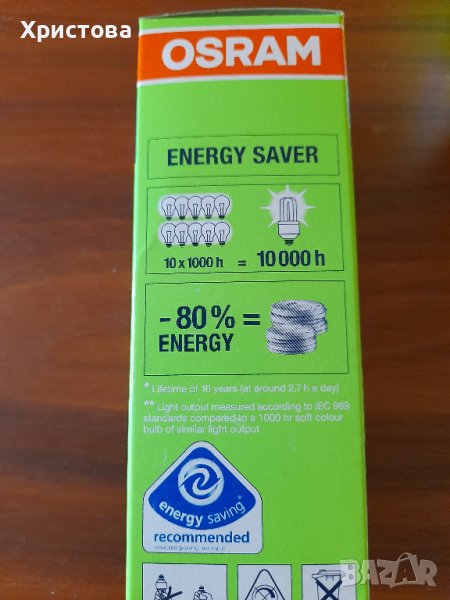 Христова
OSRAM
ENERGY SAVER
10 x 1000 h = 10 000 h
- 80 % =
ENERGY
* Lifetime of 10 years (at around 2,7 h a day)
** Light output measured according to IEC 969
standards compared to a 1000 hr soft colour
bulb of similar light output
energy saving
recommended
BAZAR.bg